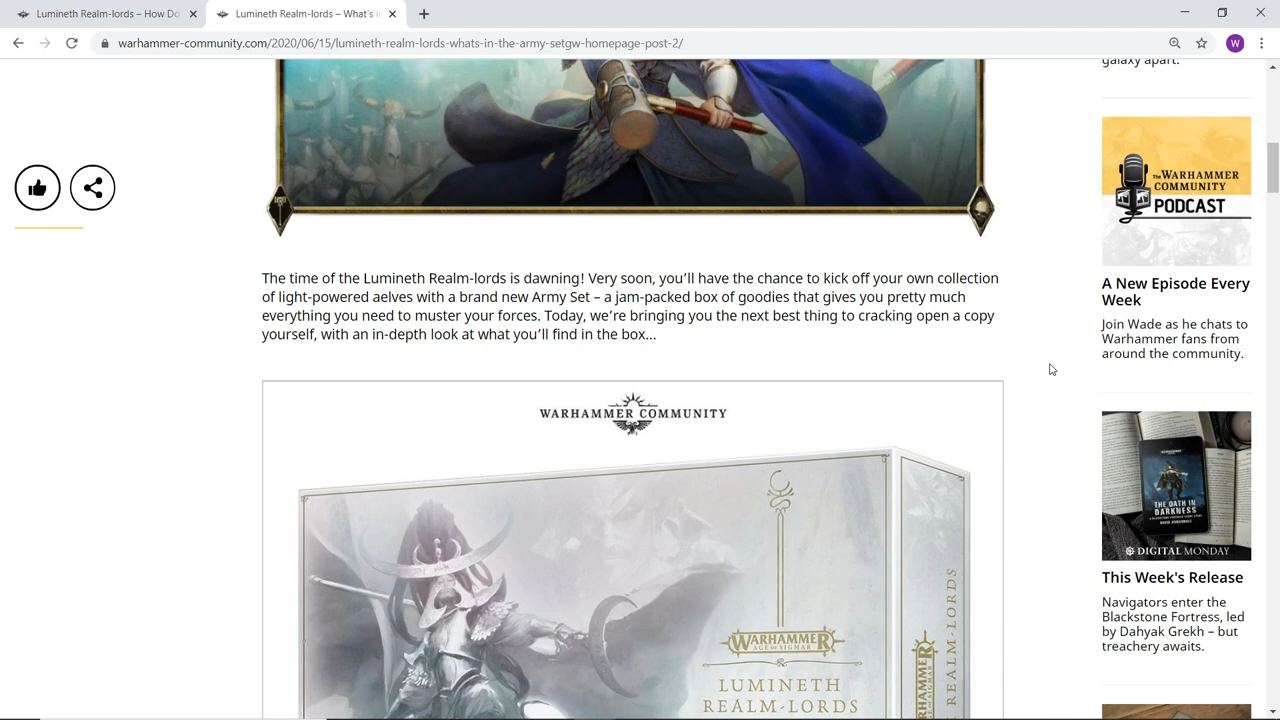 Lumineth Realm-lords – How Do
Lumineth Realm-lords – What's i
warhammer-community.com/2020/06/15/lumineth-realm-lords-whats-in-the-army-setgw-homepage-post-2/
W
galaxy apart.
The WARHAMMER
COMMUNITY
PODCAST
A New Episode Every
Week
Join Wade as he chats to
Warhammer fans from
around the community.
The time of the Lumineth Realm-lords is dawning! Very soon, you’ll have the chance to kick off your own collection
of light-powered aelves with a brand new Army Set – a jam-packed box of goodies that gives you pretty much
everything you need to muster your forces. Today, we’re bringing you the next best thing to cracking open a copy
yourself, with an in-depth look at what you’ll find in the box...
WARHAMMER COMMUNITY
WARHAMMER
AGE OF SIGMAR
LUMINETH
REALM-LORDS
WARHAMMER
AGE OF SIGMAR
REALM-LORDS
THE OATH IN
DARKNESS
DIGITAL MONDAY
This Week's Release
Navigators enter the
Blackstone Fortress, led
by Dahyak Grekh – but
treachery awaits.